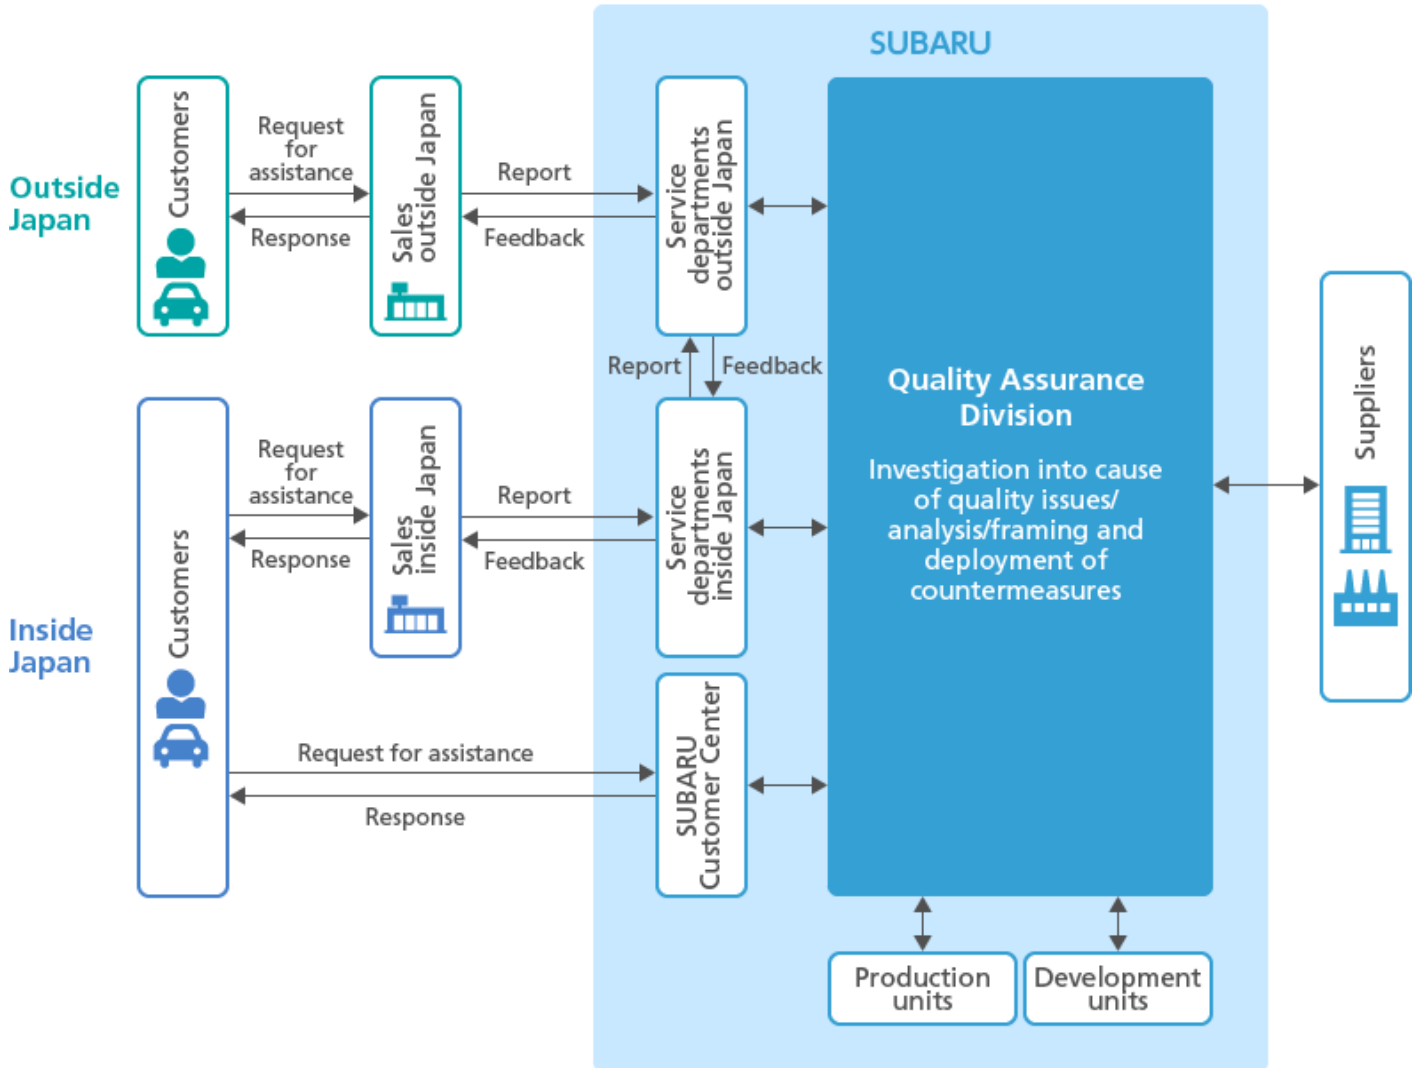 SUBARU
Outside
Japan
Customers
Request
for
assistance
Response
Sales
outside Japan
Report
Feedback
Service
departments
outside Japan
Report
Feedback
Inside
Japan
Customers
Request
for
assistance
Response
Sales
inside Japan
Report
Feedback
Service
departments
inside Japan
Request for assistance
Response
SUBARU
Customer Center
Quality Assurance
Division
Investigation into cause
of quality issues/
analysis/framing and
deployment of
countermeasures
Production
units
Development
units
Suppliers